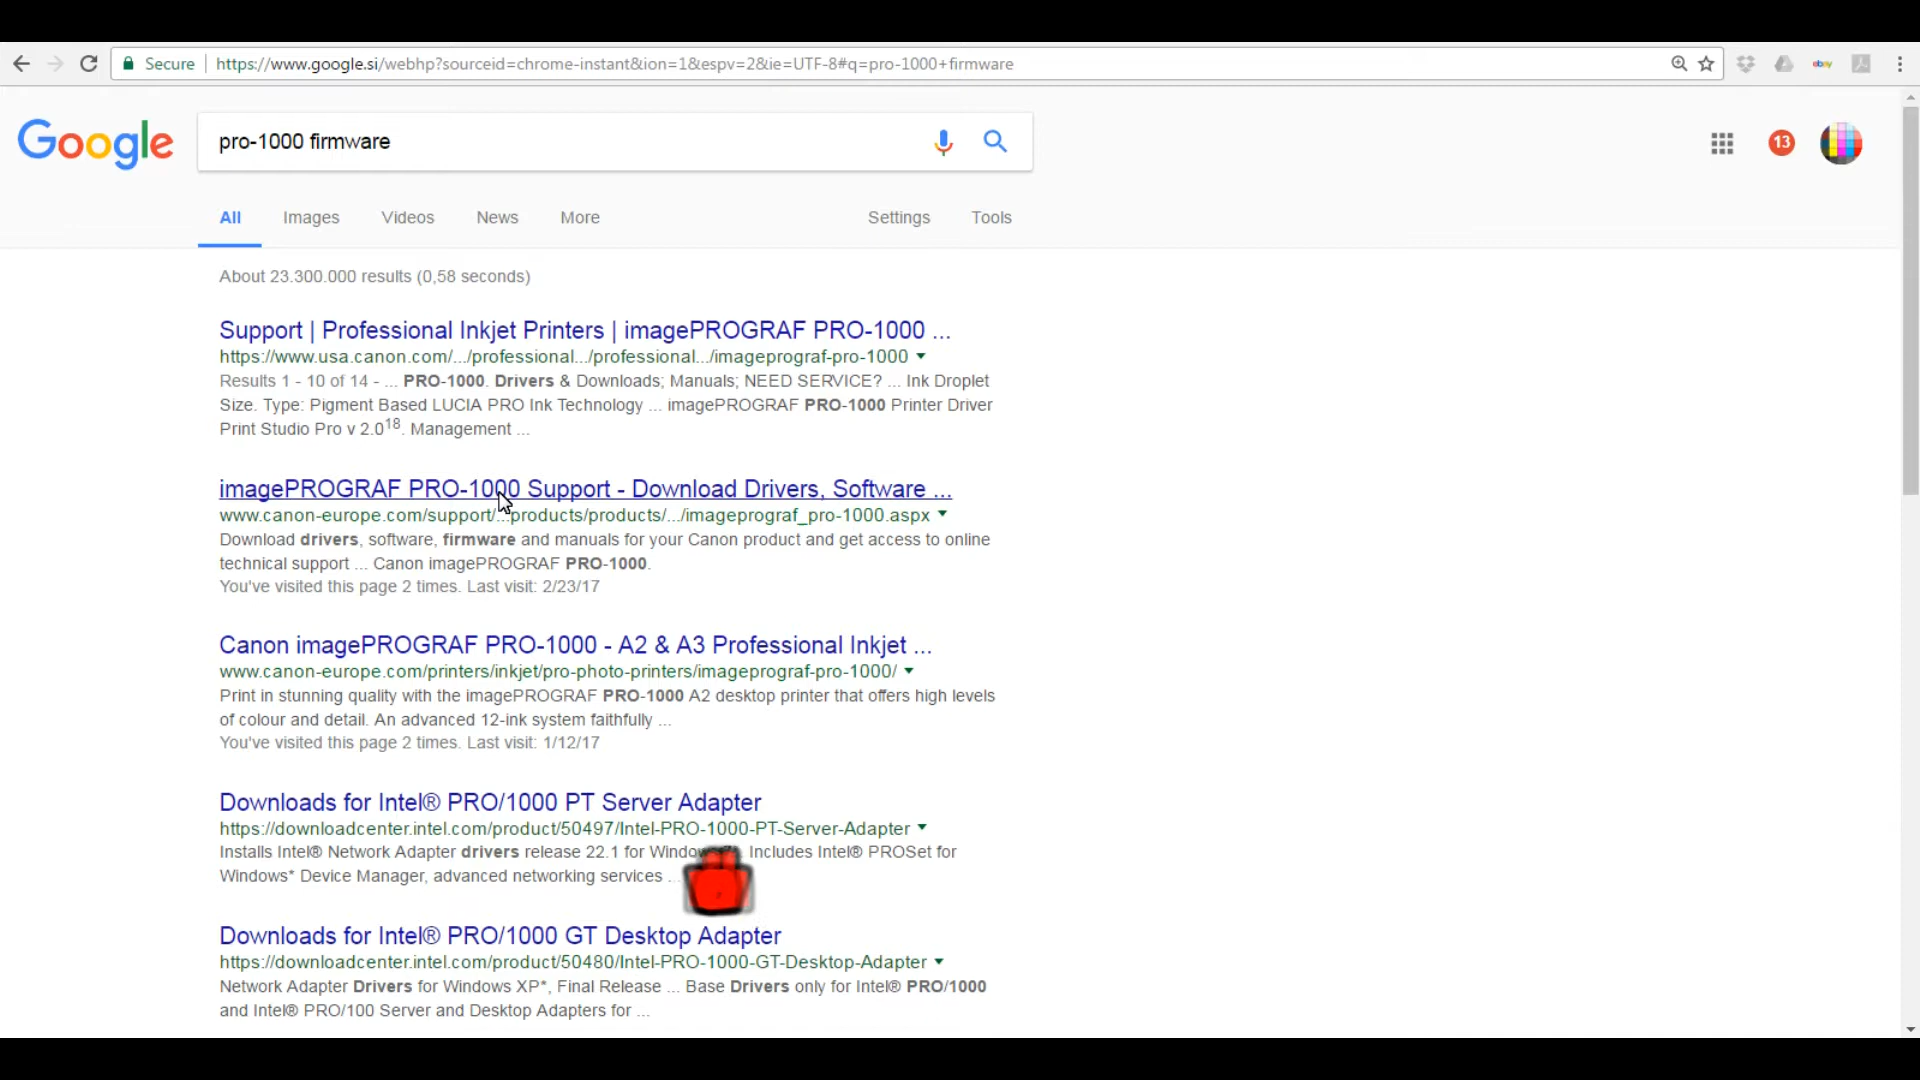 Secure https://www.google.si/webhp?sourceid=chrome-instant&ion=1&espv=2&ie=UTF-8#q=pro-1000+firmware
ebay
Google
pro-1000 firmware
13
All Images Videos News More Settings Tools
About 23.300.000 results (0,58 seconds)
Support | Professional Inkjet Printers | imagePROGRAF PRO-1000 ...
https://www.usa.canon.com/.../professional.../professional.../imageprograf-pro-1000
Results 1 - 10 of 14 - ... PRO-1000. Drivers & Downloads; Manuals; NEED SERVICE? ... Ink Droplet
Size. Type: Pigment Based LUCIA PRO Ink Technology ... imagePROGRAF PRO-1000 Printer Driver
Print Studio Pro v 2.018. Management ...
imagePROGRAF PRO-1000 Support - Download Drivers, Software ...
www.canon-europe.com/support/...products/products/.../imageprograf_pro-1000.aspx
Download drivers, software, firmware and manuals for your Canon product and get access to online
technical support ... Canon imagePROGRAF PRO-1000.
You've visited this page 2 times. Last visit: 2/23/17
Canon imagePROGRAF PRO-1000 - A2 & A3 Professional Inkjet ...
www.canon-europe.com/printers/inkjet/pro-photo-printers/imageprograf-pro-1000/
Print in stunning quality with the imagePROGRAF PRO-1000 A2 desktop printer that offers high levels
of colour and detail. An advanced 12-ink system faithfully ...
You've visited this page 2 times. Last visit: 1/12/17
Downloads for Intel® PRO/1000 PT Server Adapter
https://downloadcenter.intel.com/product/50497/Intel-PRO-1000-PT-Server-Adapter
Installs Intel® Network Adapter drivers release 22.1 for Includes Intel® PROSet for
Windows* Device Manager, advanced networking services ...
Downloads for Intel® PRO/1000 GT Desktop Adapter
https://downloadcenter.intel.com/product/50480/Intel-PRO-1000-GT-Desktop-Adapter
Network Adapter Drivers for Windows XP*, Final Release ... Base Drivers only for Intel® PRO/1000
and Intel® PRO/100 Server and Desktop Adapters for ...